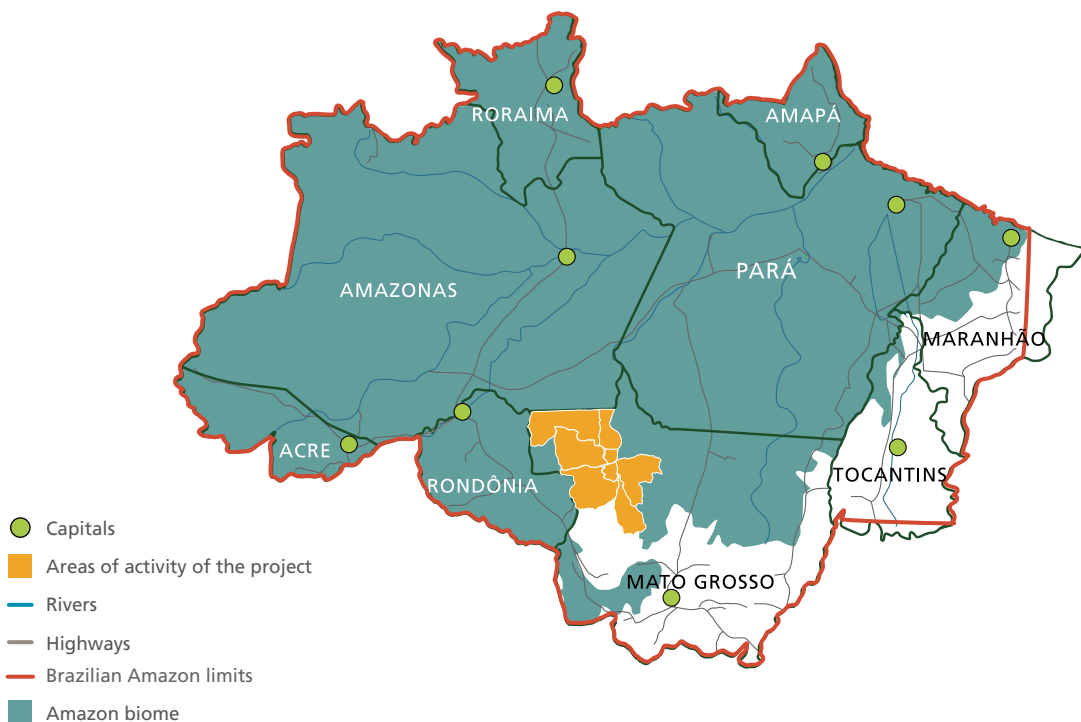 RORAIMA
AMAPÁ
AMAZONAS
PARÁ
MARANHÃO
ACRE
RONDÔNIA
TOCANTINS
MATO GROSSO
Capitals
Areas of activity of the project
Rivers
Highways
Brazilian Amazon limits
Amazon biome